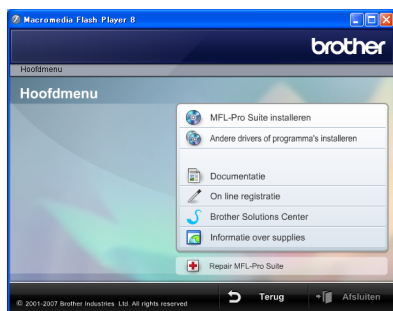 Macromedia Flash Player 8
brother
Hoofdmenu
Hoofdmenu
MFL-Pro Suite installeren
Andere drivers of programma's installeren
Documentatie
On line registratie
Brother Solutions Center
Informatie over supplies
Repair MFL-Pro Suite
© 2001-2007 Brother Industries Ltd. All rights reserved
Terug
Afsluiten